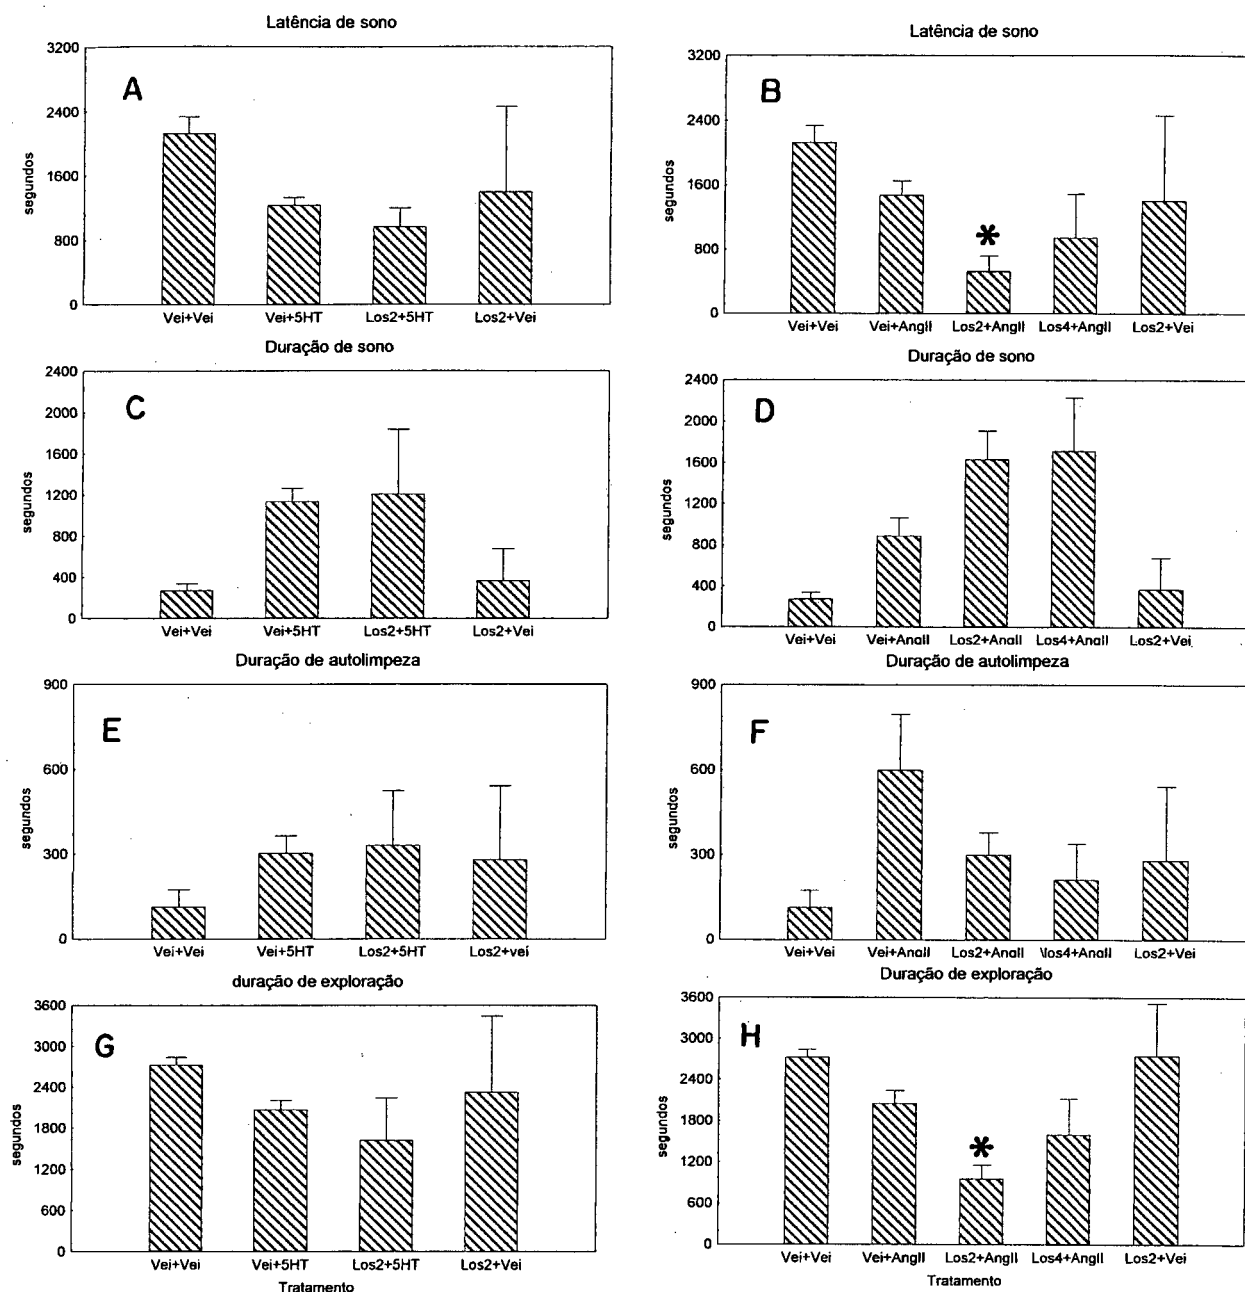 Latência de sono
3200
2400
1600
800
0
segundos
A
Vei+Vei Vei+5HT Los2+5HT Los2+Vei
Latência de sono
3200
2400
1600
800
0
segundos
B
*
Vei+Vei Vei+AngII Los2+AngII Los4+AngII Los2+Vei
Duração de sono
2400
2000
1600
1200
800
400
0
segundos
C
Vei+Vei Vei+5HT Los2+5HT Los2+Vei
Duração de sono
2400
2000
1600
1200
800
400
0
segundos
D
Vei+Vei Vei+AngII Los2+AngII Los4+AngII Los2+Vei
Duração de autolimpeza
900
600
300
0
segundos
E
Vei+Vei Vei+5HT Los2+5HT Los2+vei
Duração de autolimpeza
900
600
300
0
segundos
F
Vei+Vei Vei+AngII Los2+AngII Los2+Vei
duração de exploração
3600
3000
2400
1800
1200
600
0
segundos
G
Vei+Vei Vei+5HT Los2+5HT Los2+Vei
Tratamento
Duração de exploração
3600
3000
2400
1800
1200
600
0
segundos
H
*
Vei+Vei Vei+AngII Los2+AngII Los4+AngII Los2+Vei
Tratamento